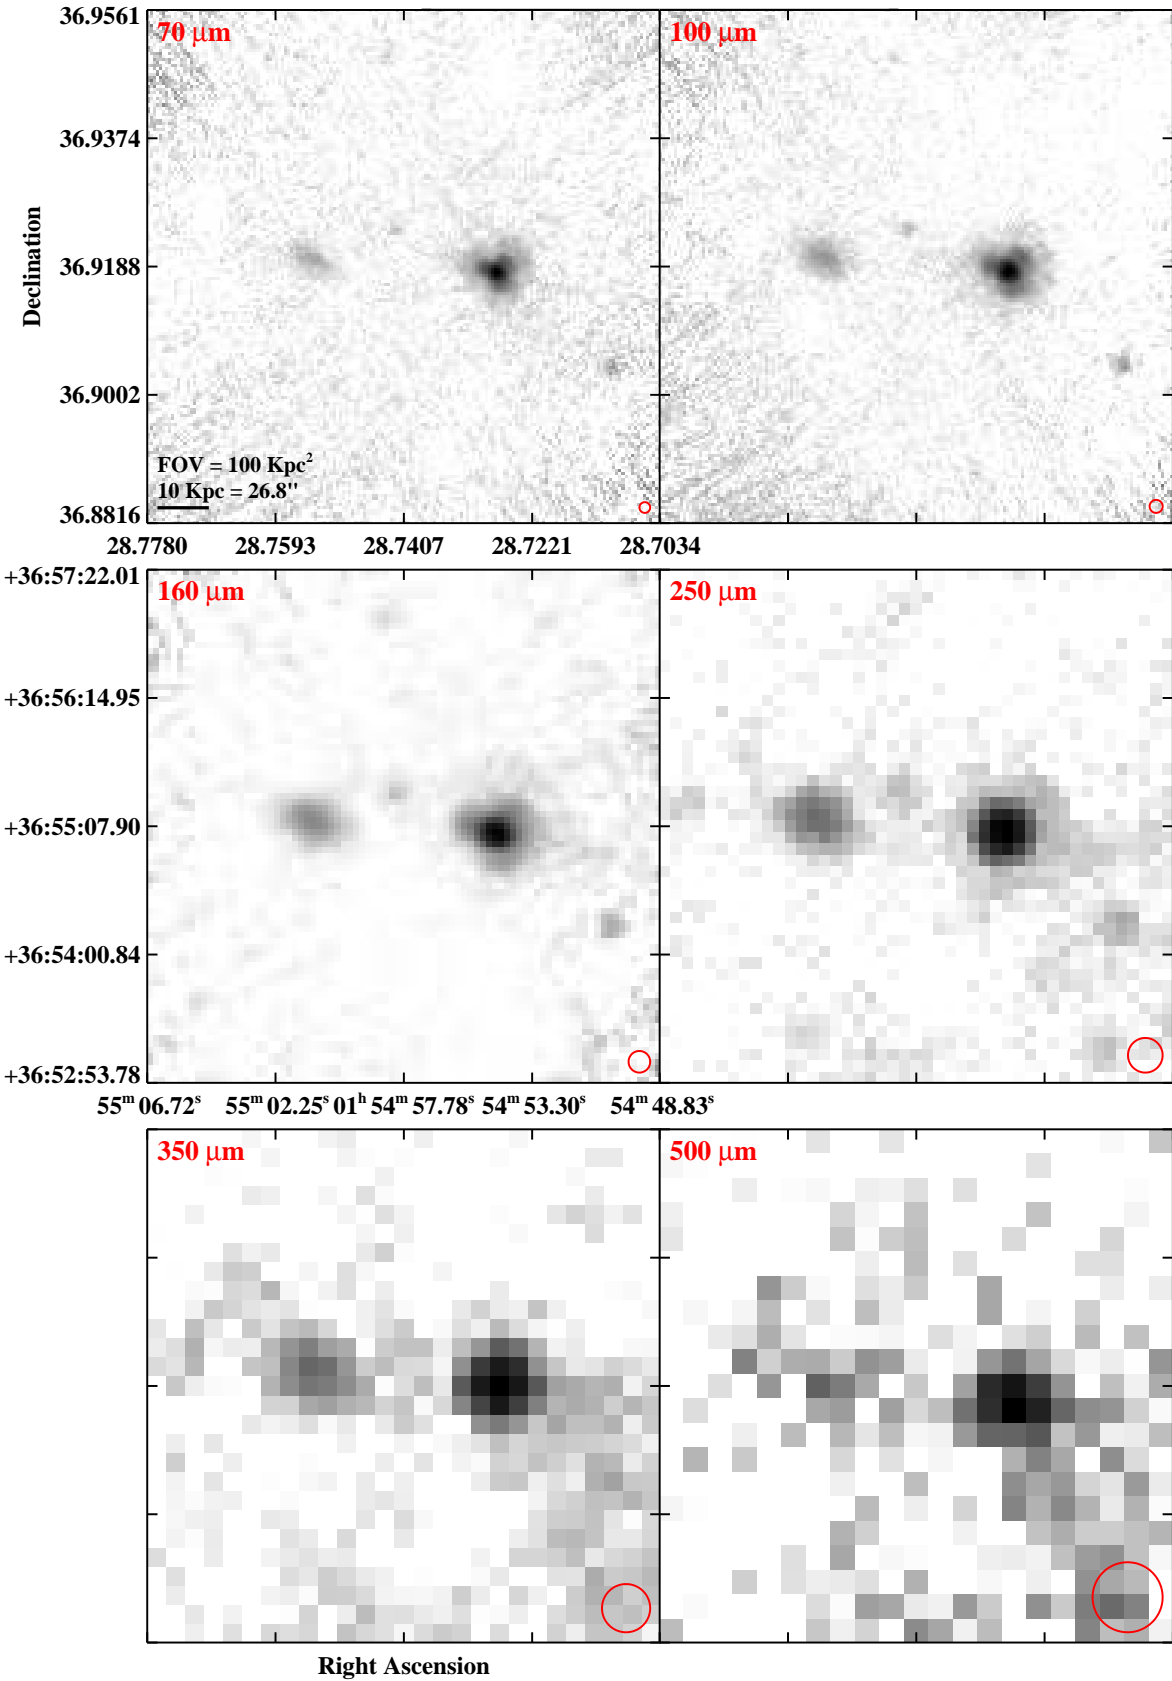 36.9561
70 μm
100 μm
36.9374
Declination
36.9188
36.9002
FOV = 100 Kpc²
10 Kpc = 26.8"
36.8816
28.7780 28.7593 28.7407 28.7221 28.7034
+36:57:22.01
160 μm
250 μm
+36:56:14.95
+36:55:07.90
+36:54:00.84
+36:52:53.78
55ᵐ 06.72ˢ 55ᵐ 02.25ˢ 01ʰ 54ᵐ 57.78ˢ 54ᵐ 53.30ˢ 54ᵐ 48.83ˢ
350 μm
500 μm
Right Ascension